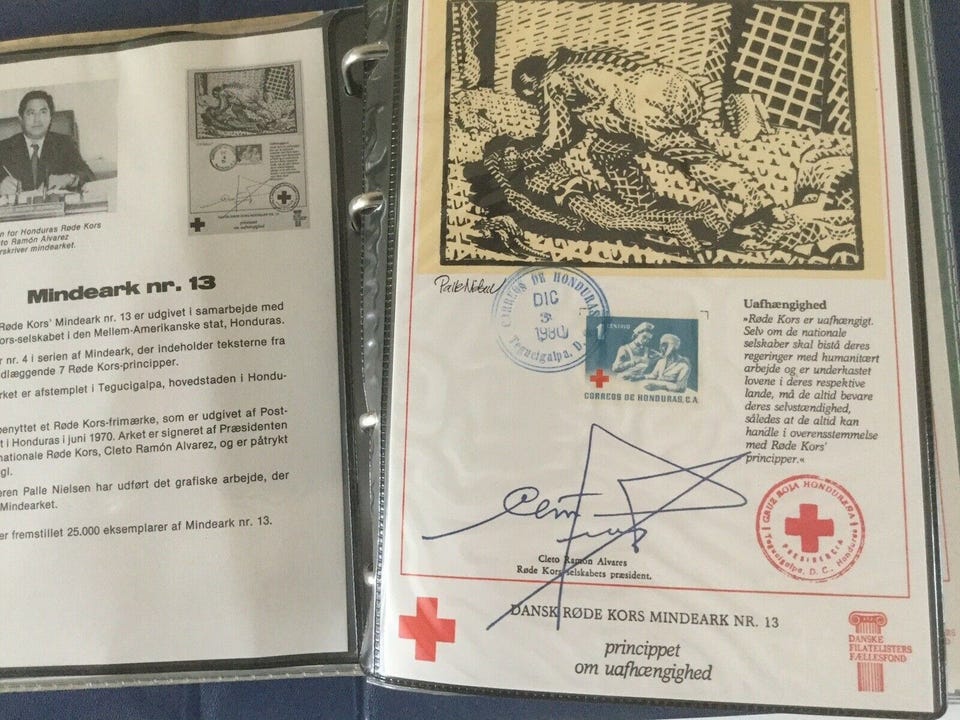 n for Honduras Røde Kors
eto Ramón Alvarez
rskriver mindearket.
Mindeark nr. 13
Røde Kors' Mindeark nr. 13 er udgivet i samarbejde med
ors-selskabet i den Mellem-Amerikanske stat, Honduras.
r nr. 4 i serien af Mindeark, der indeholder teksterne fra
dlæggende 7 Røde Kors-principper.
rket er afstemplet i Tegucigalpa, hovedstaden i Hondu-
benyttet et Røde Kors-frimærke, som er udgivet af Post-
t i Honduras i juni 1970. Arket er signeret af Præsidenten
nationale Røde Kors, Cleto Ramón Alvarez, og er påtrykt
gl.
eren Palle Nielsen har udført det grafiske arbejde, der
Mindearket.
er fremstillet 25.000 eksemplarer af Mindeark nr. 13.
CORREOS DE HONDURAS
DIC
3
1980
Tegucigalpa, D.
1 CENTAVO
CORREOS DE HONDURAS, C.A.
Uafhængighed
»Røde Kors er uafhængigt.
Selv om de nationale
selskaber skal bistå deres
regeringer med humanitært
arbejde og er underkastet
lovene i deres respektive
lande, må de altid bevare
deres selvstændighed,
således at de altid kan
handle i overensstemmelse
med Røde Kors'
principper.«
CRUZ ROJA HONDUREÑA
PRESIDENCIA
Tegucigalpa, D. C., Honduras
Cleto Ramón Alvares
Røde Kors selskabets præsident.
DANSK RØDE KORS MINDEARK NR. 13
princippet
om uafhængighed
DANSKE
FILATELISTERS
FÆLLESFOND